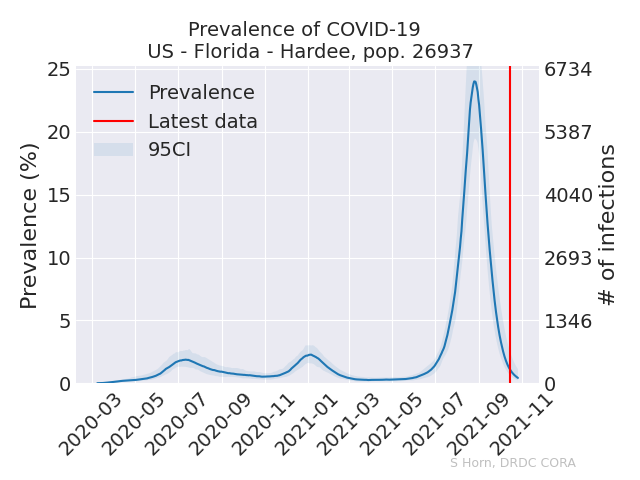 Prevalence of COVID-19
US - Florida - Hardee, pop. 26937
Prevalence (%)
25
20
15
10
5
0
Prevalence
Latest data
95CI
6734
5387
4040
2693
1346
0
# of infections
2020-03
2020-05
2020-07
2020-09
2020-11
2021-01
2021-03
2021-05
2021-07
2021-09
2021-11
S Horn, DRDC CORA